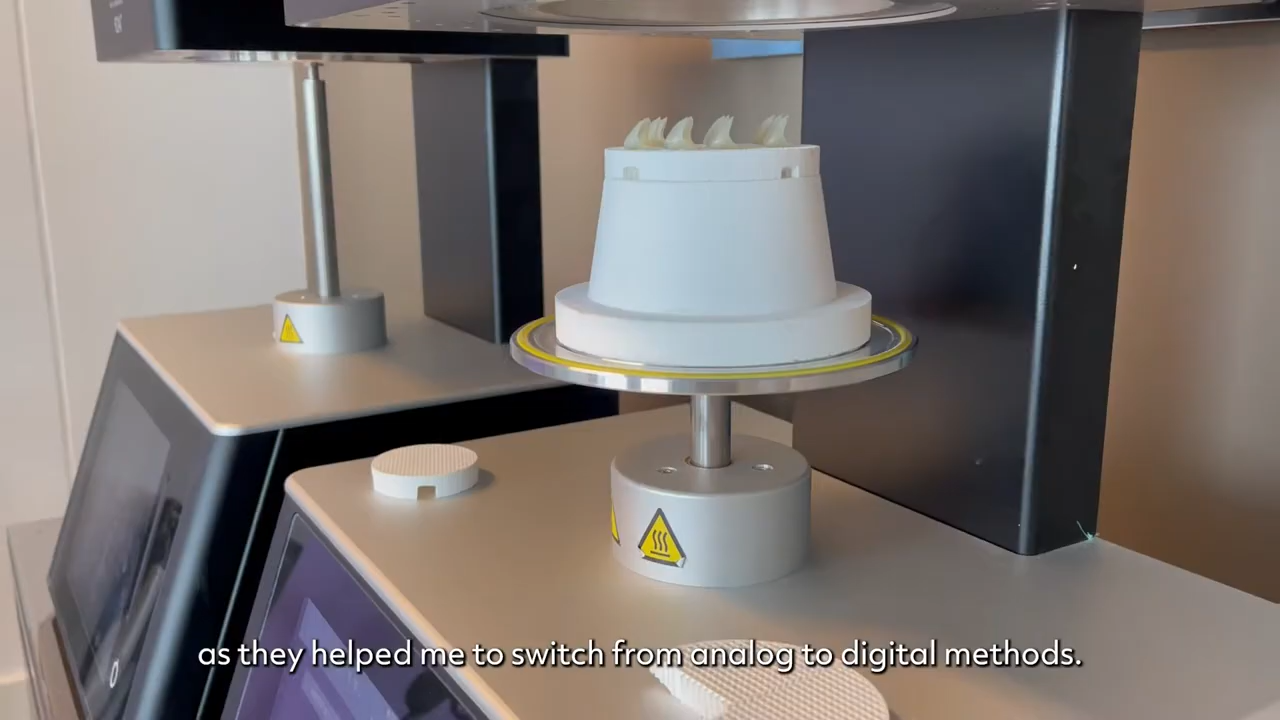 as they helped me to switch from analog to digital methods.